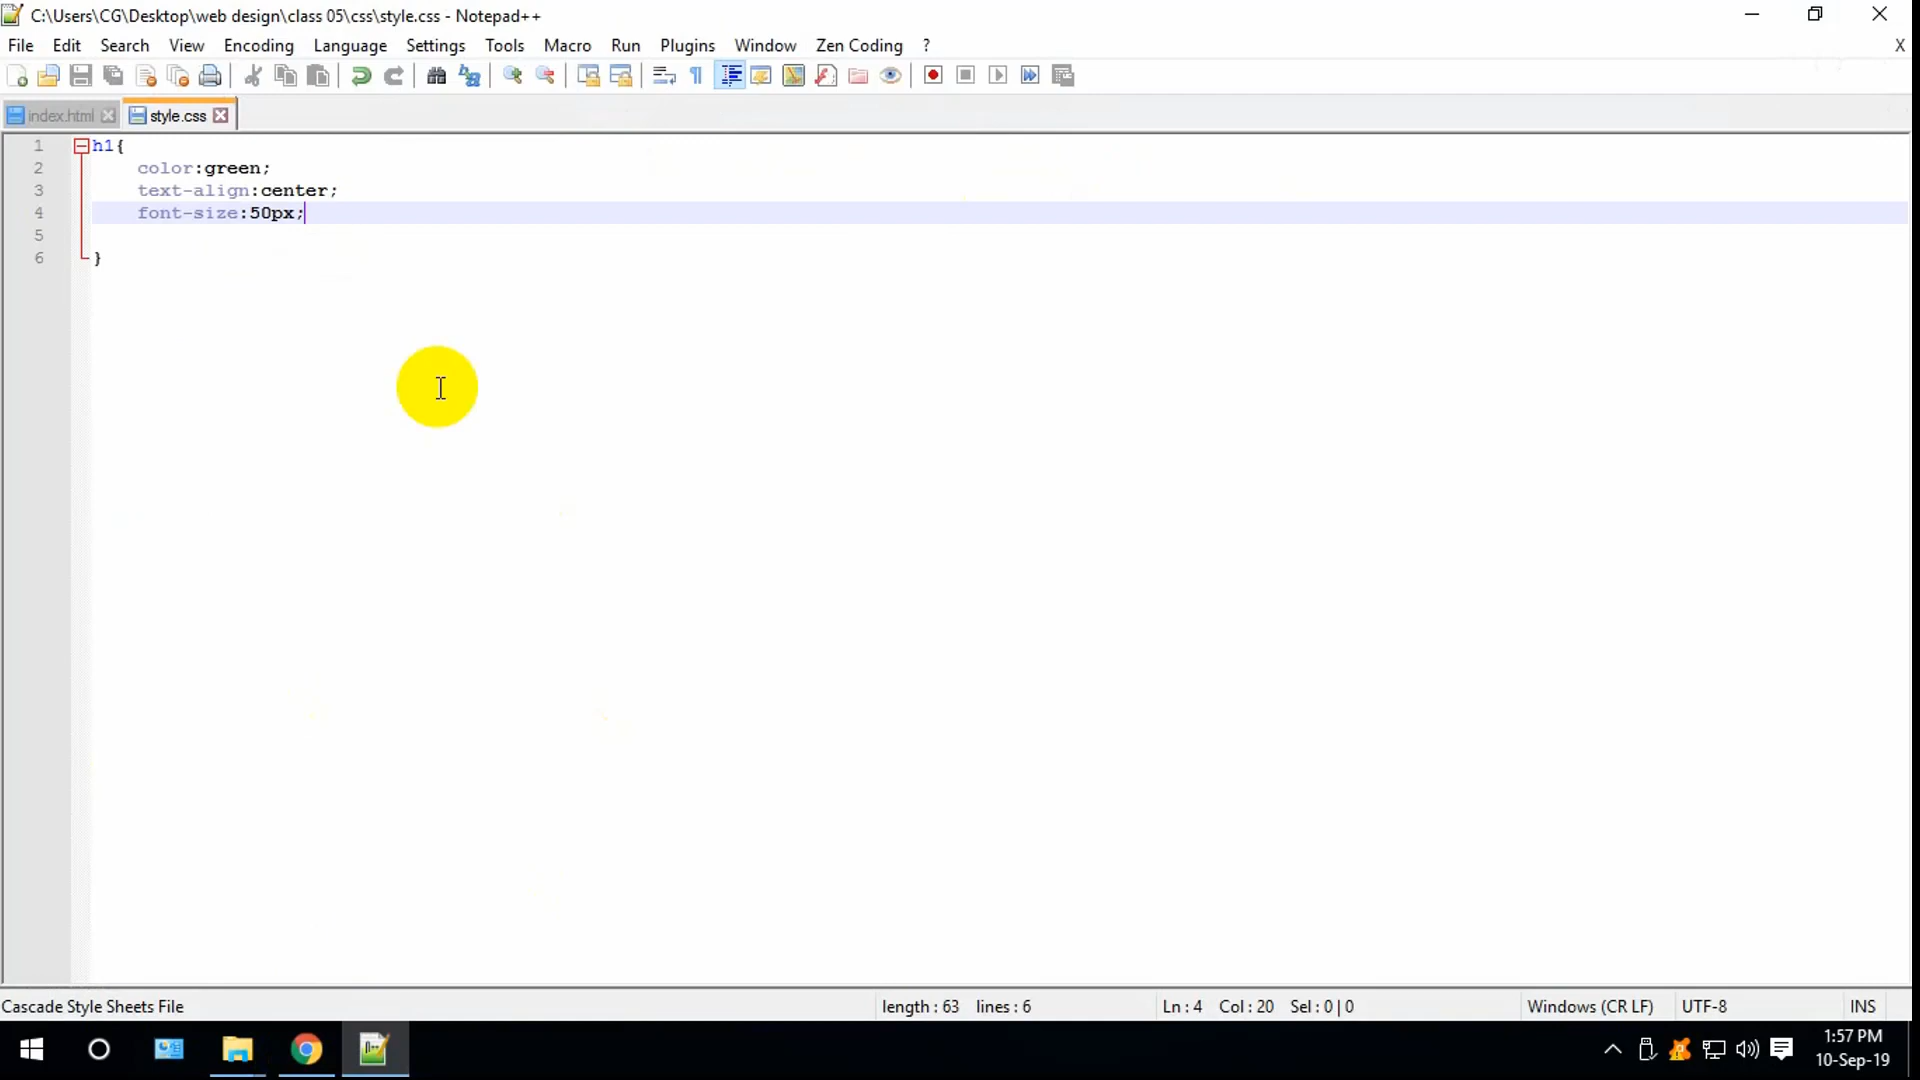 C:\Users\CG\Desktop\web design\class 05\css\style.css - Notepad++
File Edit Search View Encoding Language Settings Tools Macro Run Plugins Window Zen Coding ? X
index.html style.css
1 h1{
2 color:green;
3 text-align:center;
4 font-size:50px;
5
6 }
Cascade Style Sheets File length : 63 lines : 6 Ln : 4 Col : 20 Sel : 0 | 0 Windows (CR LF) UTF-8 INS
1:57 PM
10-Sep-19